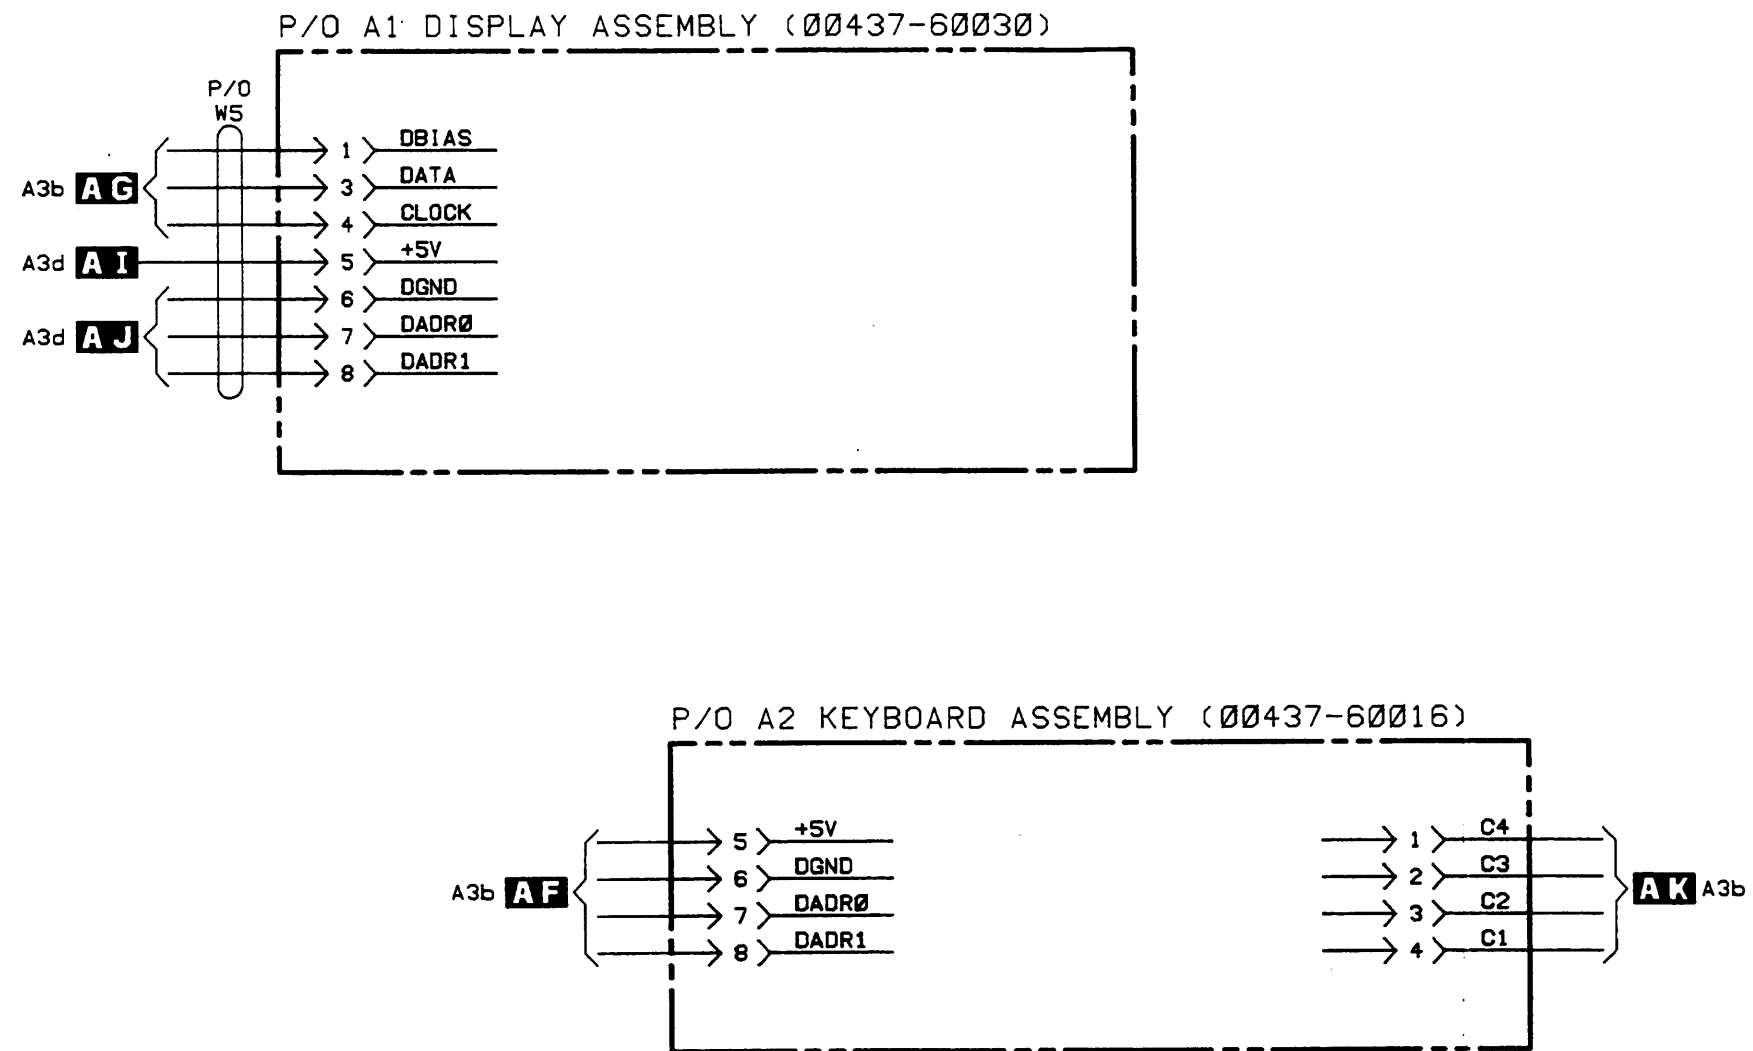 P/O A1 DISPLAY ASSEMBLY (00437-60030)
P/O
W5
1 DBIAS
3 DATA
4 CLOCK
A3b AG
5 +5V
A3d AI
6 DGND
7 DADR0
8 DADR1
A3d AJ
P/O A2 KEYBOARD ASSEMBLY (00437-60016)
5 +5V
6 DGND
7 DADR0
8 DADR1
A3b AF
1 C4
2 C3
3 C2
4 C1
AK A3b